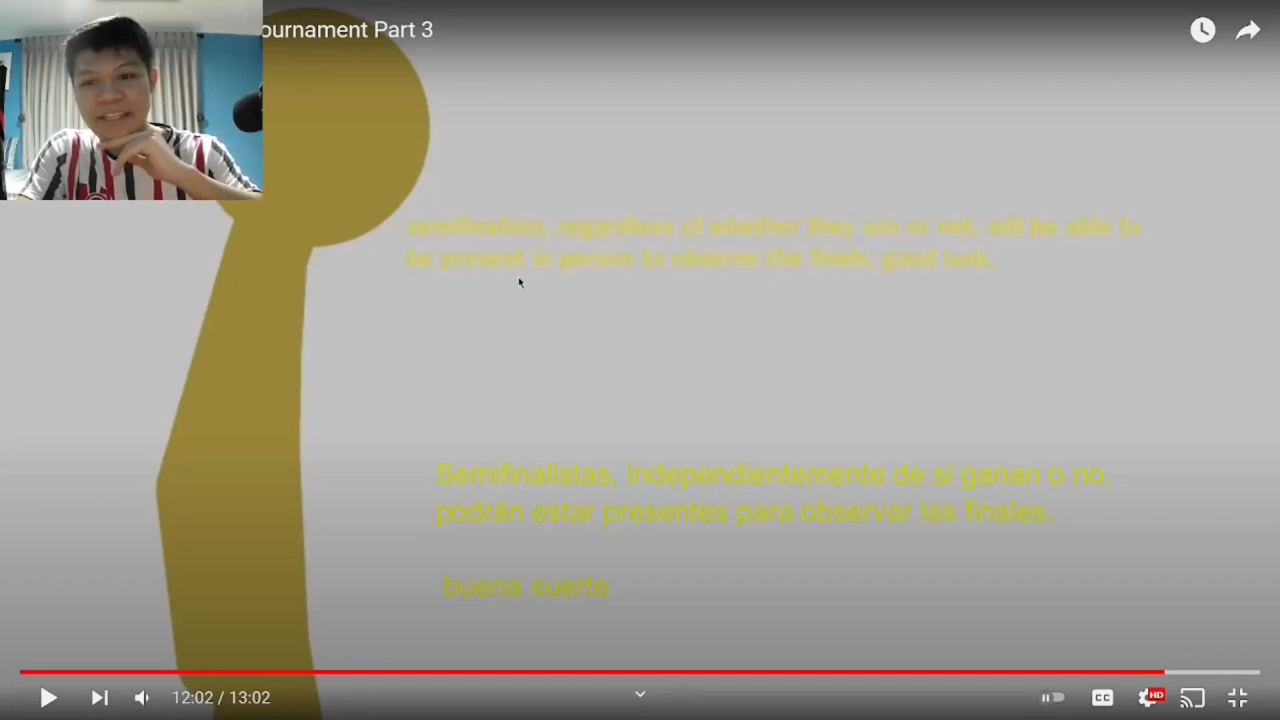 ournament Part 3
semifinalists, regardless of whether they win or not, will be able to
be present in person to observe the finals, good luck.
Semifinalistas, independientemente de si ganan o no,
podrán estar presentes para observar las finales.
buena suerte
12:02 / 13:02
CC
HD